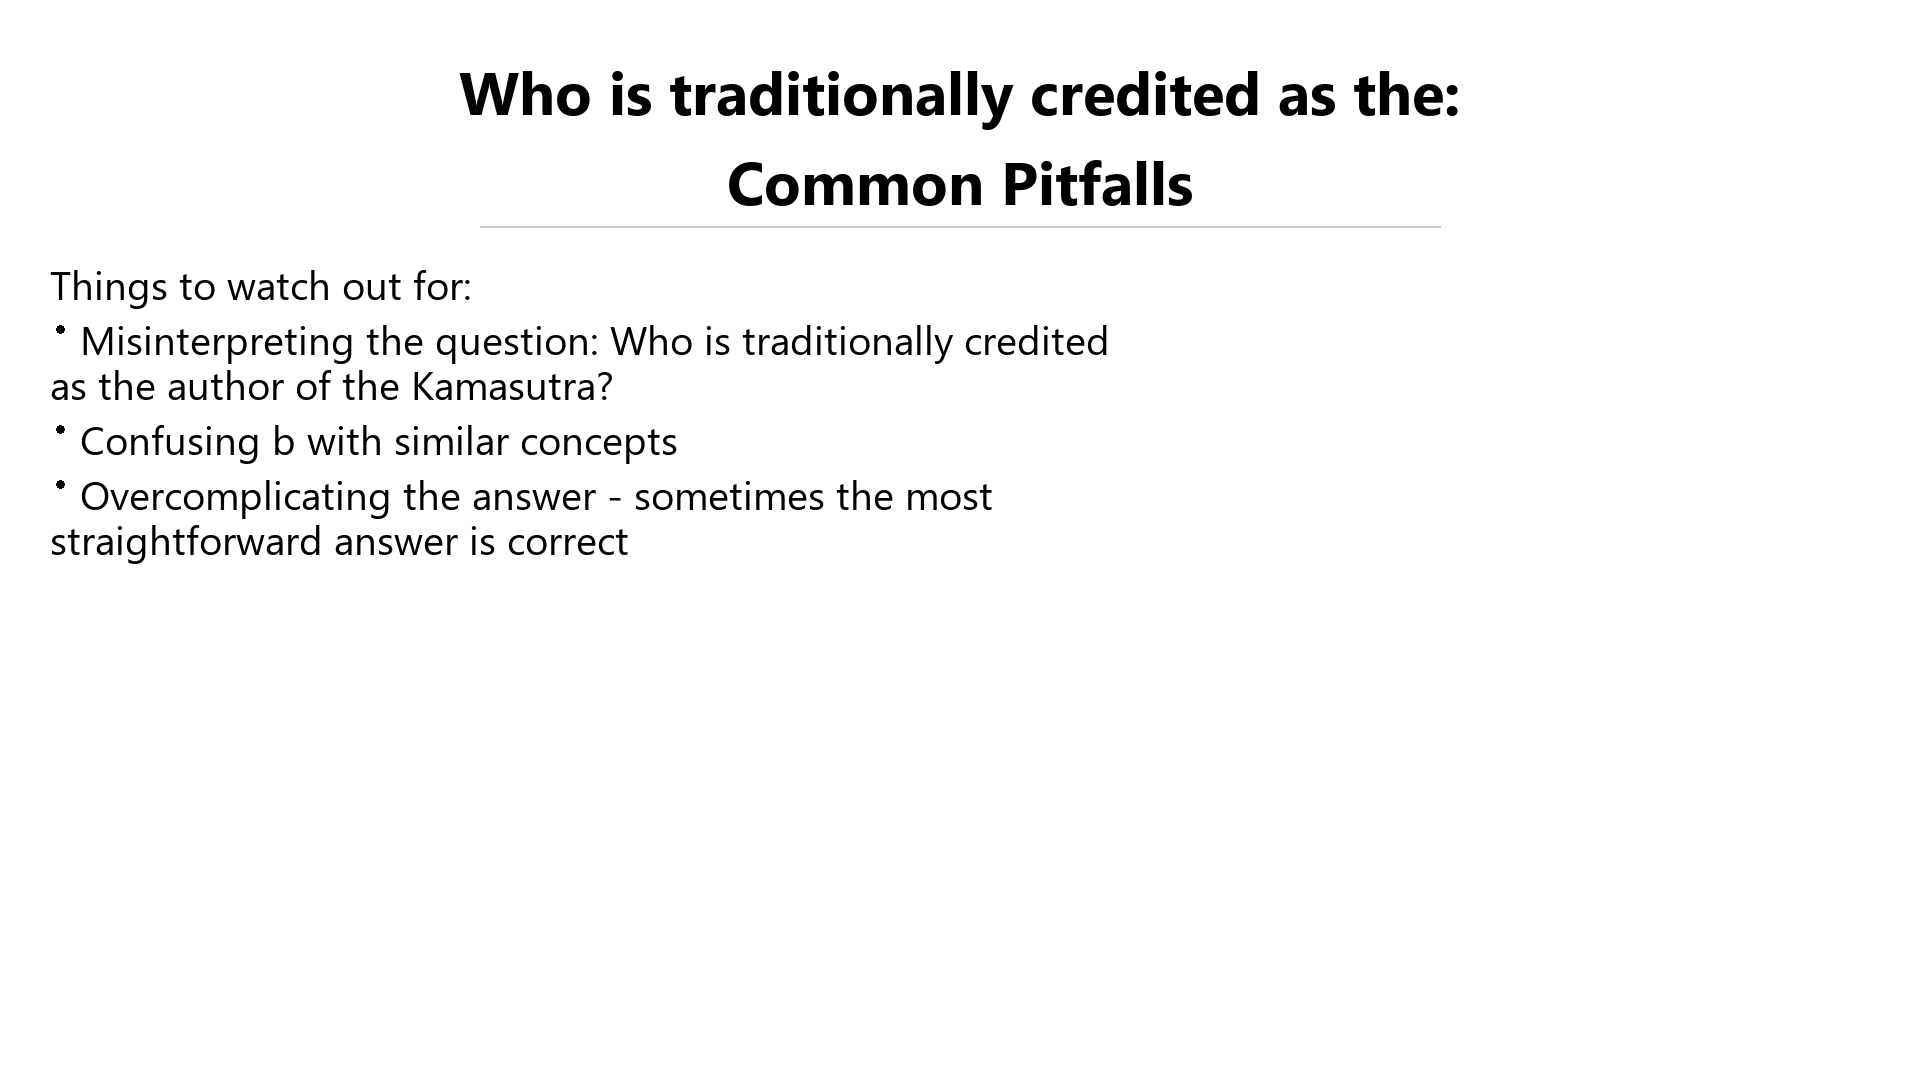 Who is traditionally credited as the:
Common Pitfalls
Things to watch out for:
• Misinterpreting the question: Who is traditionally credited
as the author of the Kamasutra?
• Confusing b with similar concepts
• Overcomplicating the answer - sometimes the most
straightforward answer is correct